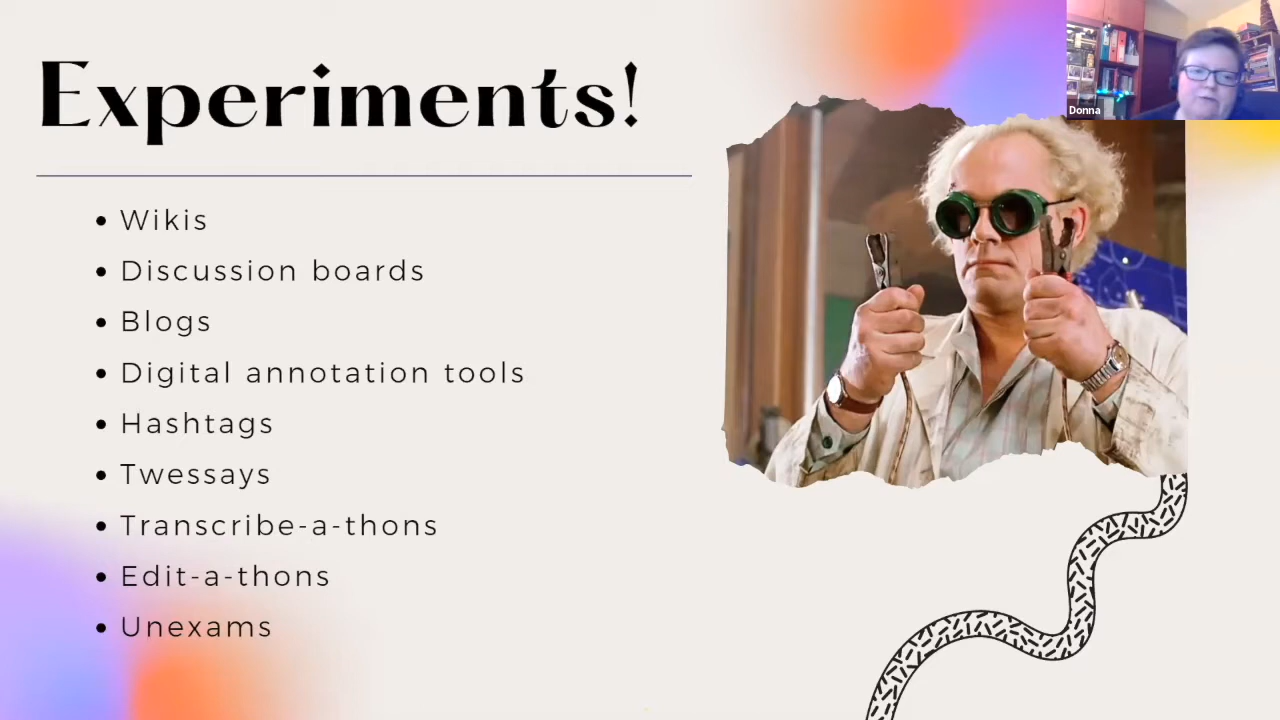 Experiments!
Wikis
Discussion boards
Blogs
Digital annotation tools
Hashtags
Twessays
Transcribe-a-thons
Edit-a-thons
Unexams
Donna